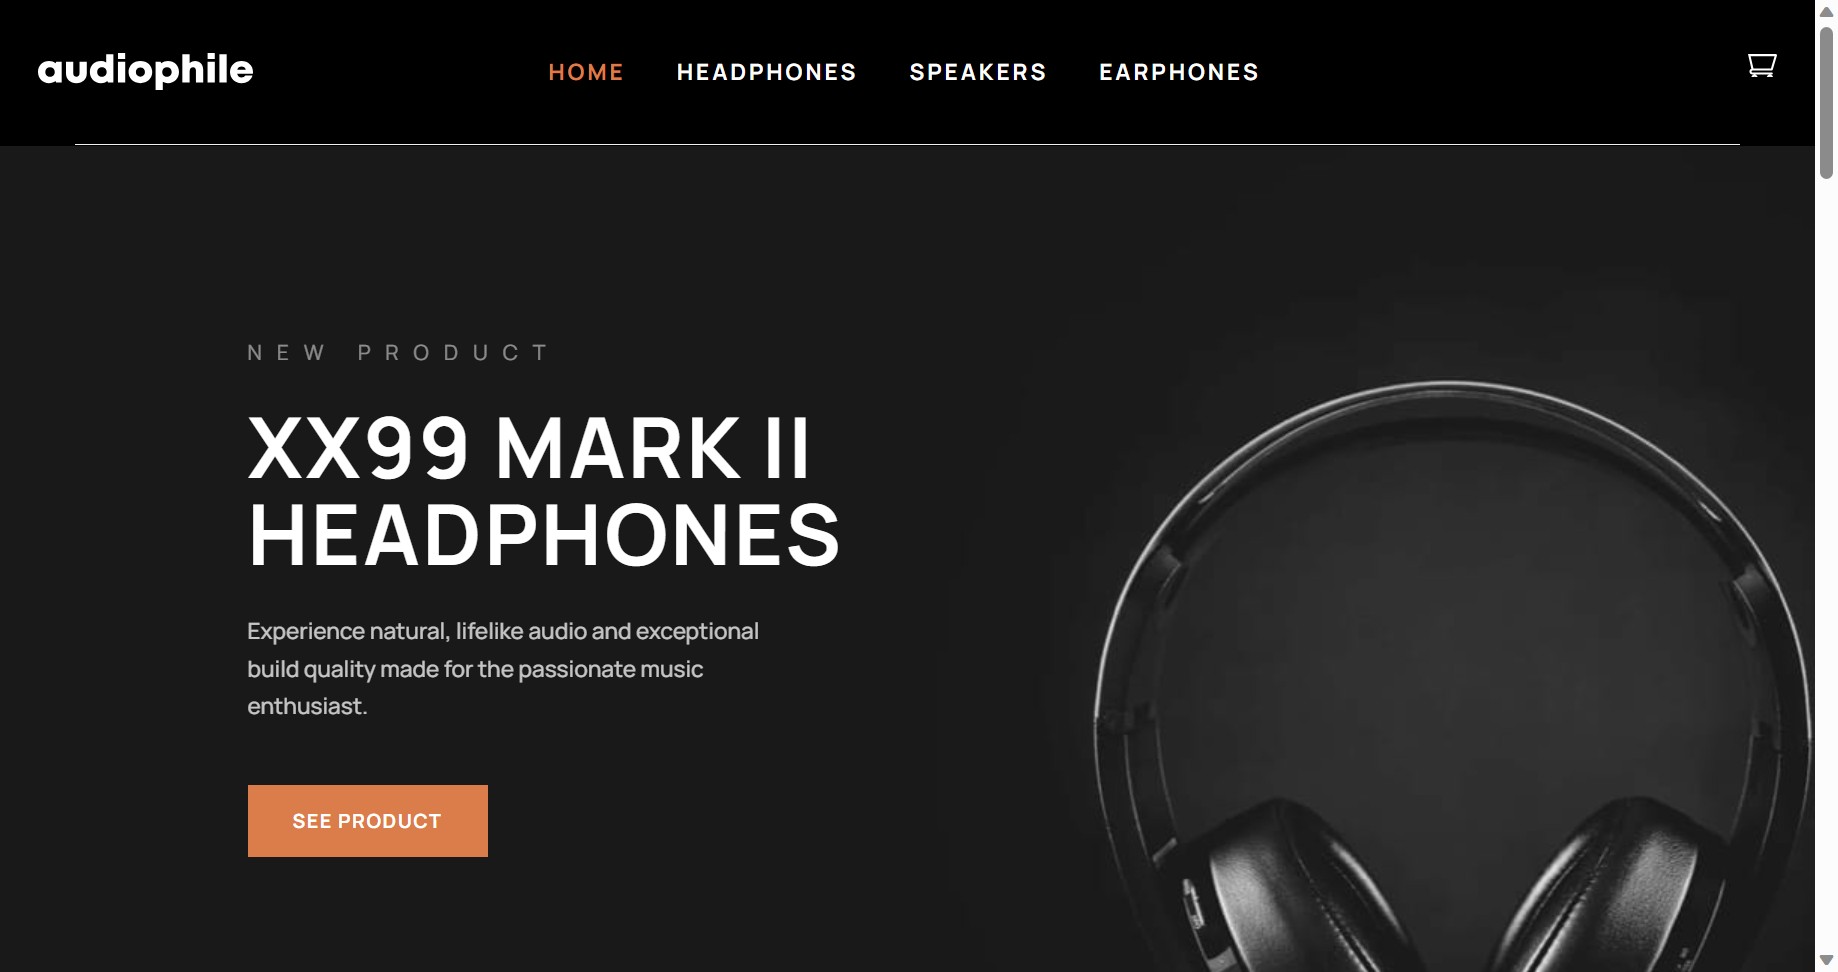 audiophile
HOME HEADPHONES SPEAKERS EARPHONES
NEW PRODUCT
XX99 MARK II
HEADPHONES
Experience natural, lifelike audio and exceptional
build quality made for the passionate music
enthusiast.
SEE PRODUCT